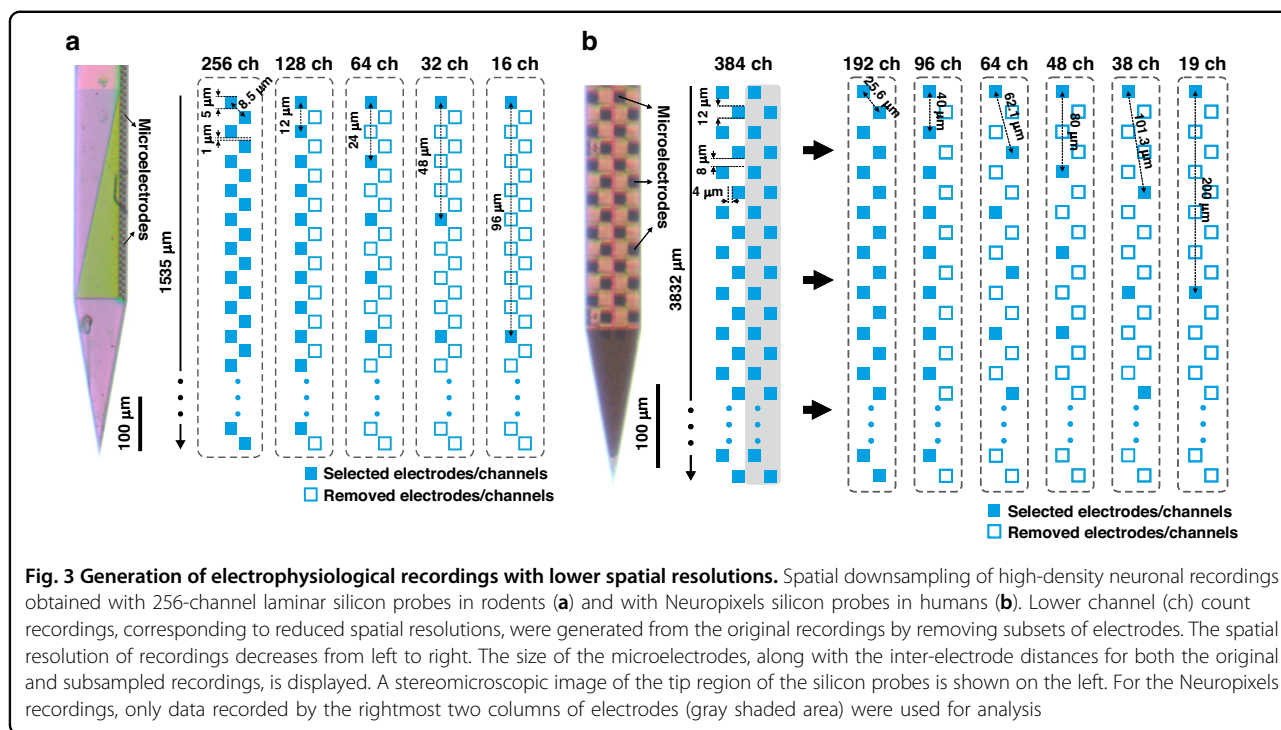 a
256 ch 128 ch 64 ch 32 ch 16 ch
5 μm
8.5 μm
1 μm
12 μm
24 μm
48 μm
96 μm
Microelectrodes
1535 μm
100 μm
Selected electrodes/channels
Removed electrodes/channels
b
384 ch 192 ch 96 ch 64 ch 48 ch 38 ch 19 ch
Microelectrodes
12 μm
8 μm
4 μm
25.6 μm
40 μm
62.1 μm
80 μm
101.3 μm
200 μm
3832 μm
100 μm
Selected electrodes/channels
Removed electrodes/channels
Fig. 3 Generation of electrophysiological recordings with lower spatial resolutions. Spatial downsampling of high-density neuronal recordings
obtained with 256-channel laminar silicon probes in rodents (a) and with Neuropixels silicon probes in humans (b). Lower channel (ch) count
recordings, corresponding to reduced spatial resolutions, were generated from the original recordings by removing subsets of electrodes. The spatial
resolution of recordings decreases from left to right. The size of the microelectrodes, along with the inter-electrode distances for both the original
and subsampled recordings, is displayed. A stereomicroscopic image of the tip region of the silicon probes is shown on the left. For the Neuropixels
recordings, only data recorded by the rightmost two columns of electrodes (gray shaded area) were used for analysis